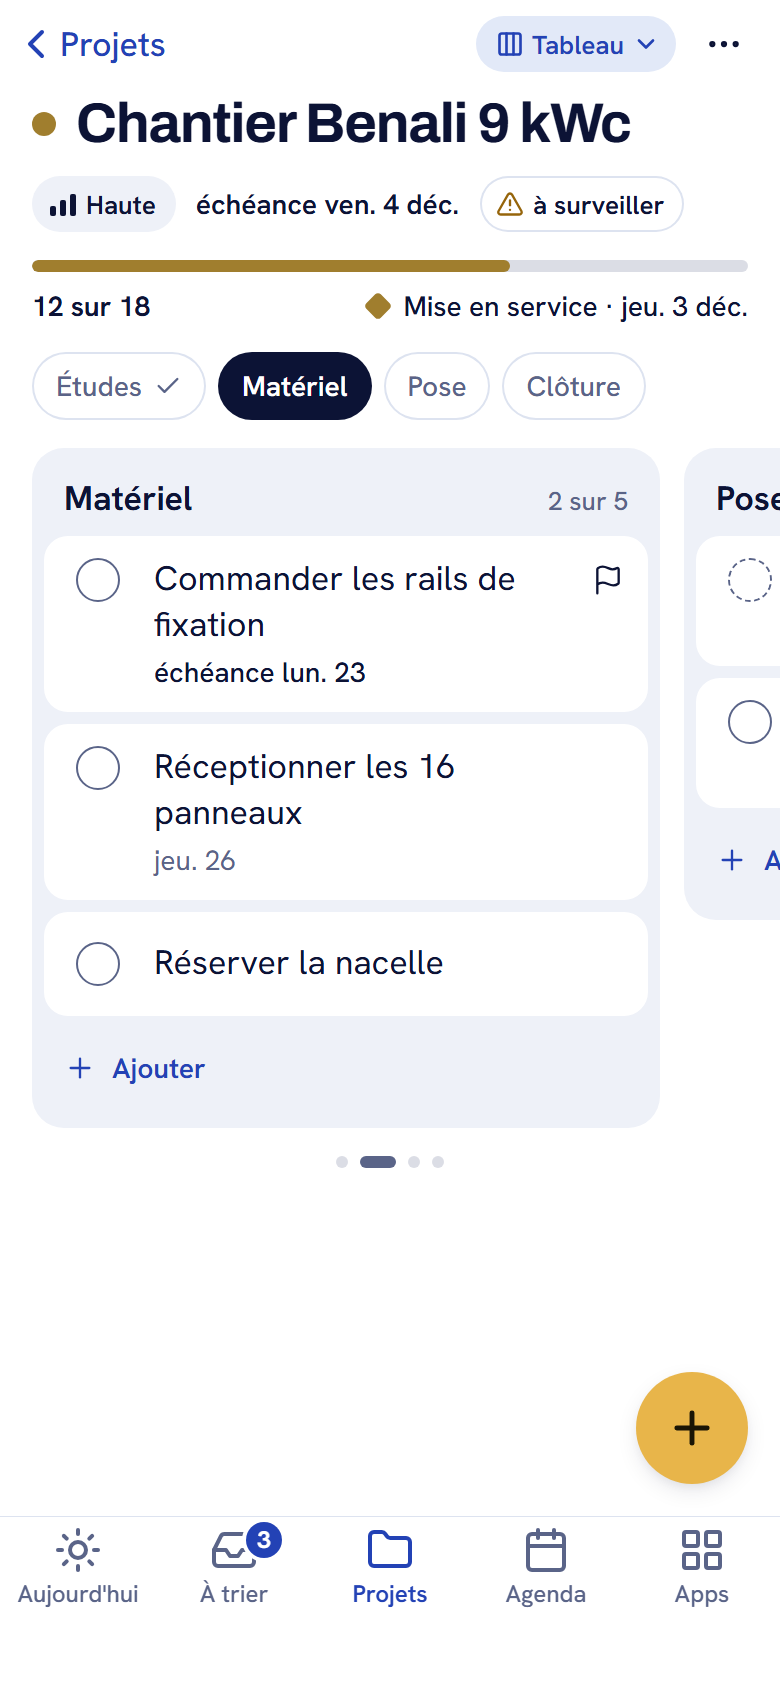 Projets
Tableau
Chantier Benali 9 kWc
Haute
échéance ven. 4 déc.
à surveiller
12 sur 18
Mise en service · jeu. 3 déc.
Études
Matériel
Pose
Clôture
Matériel
2 sur 5
Commander les rails de
fixation
échéance lun. 23
Réceptionner les 16
panneaux
jeu. 26
Réserver la nacelle
Ajouter
Pose
A
3
Aujourd'hui
À trier
Projets
Agenda
Apps